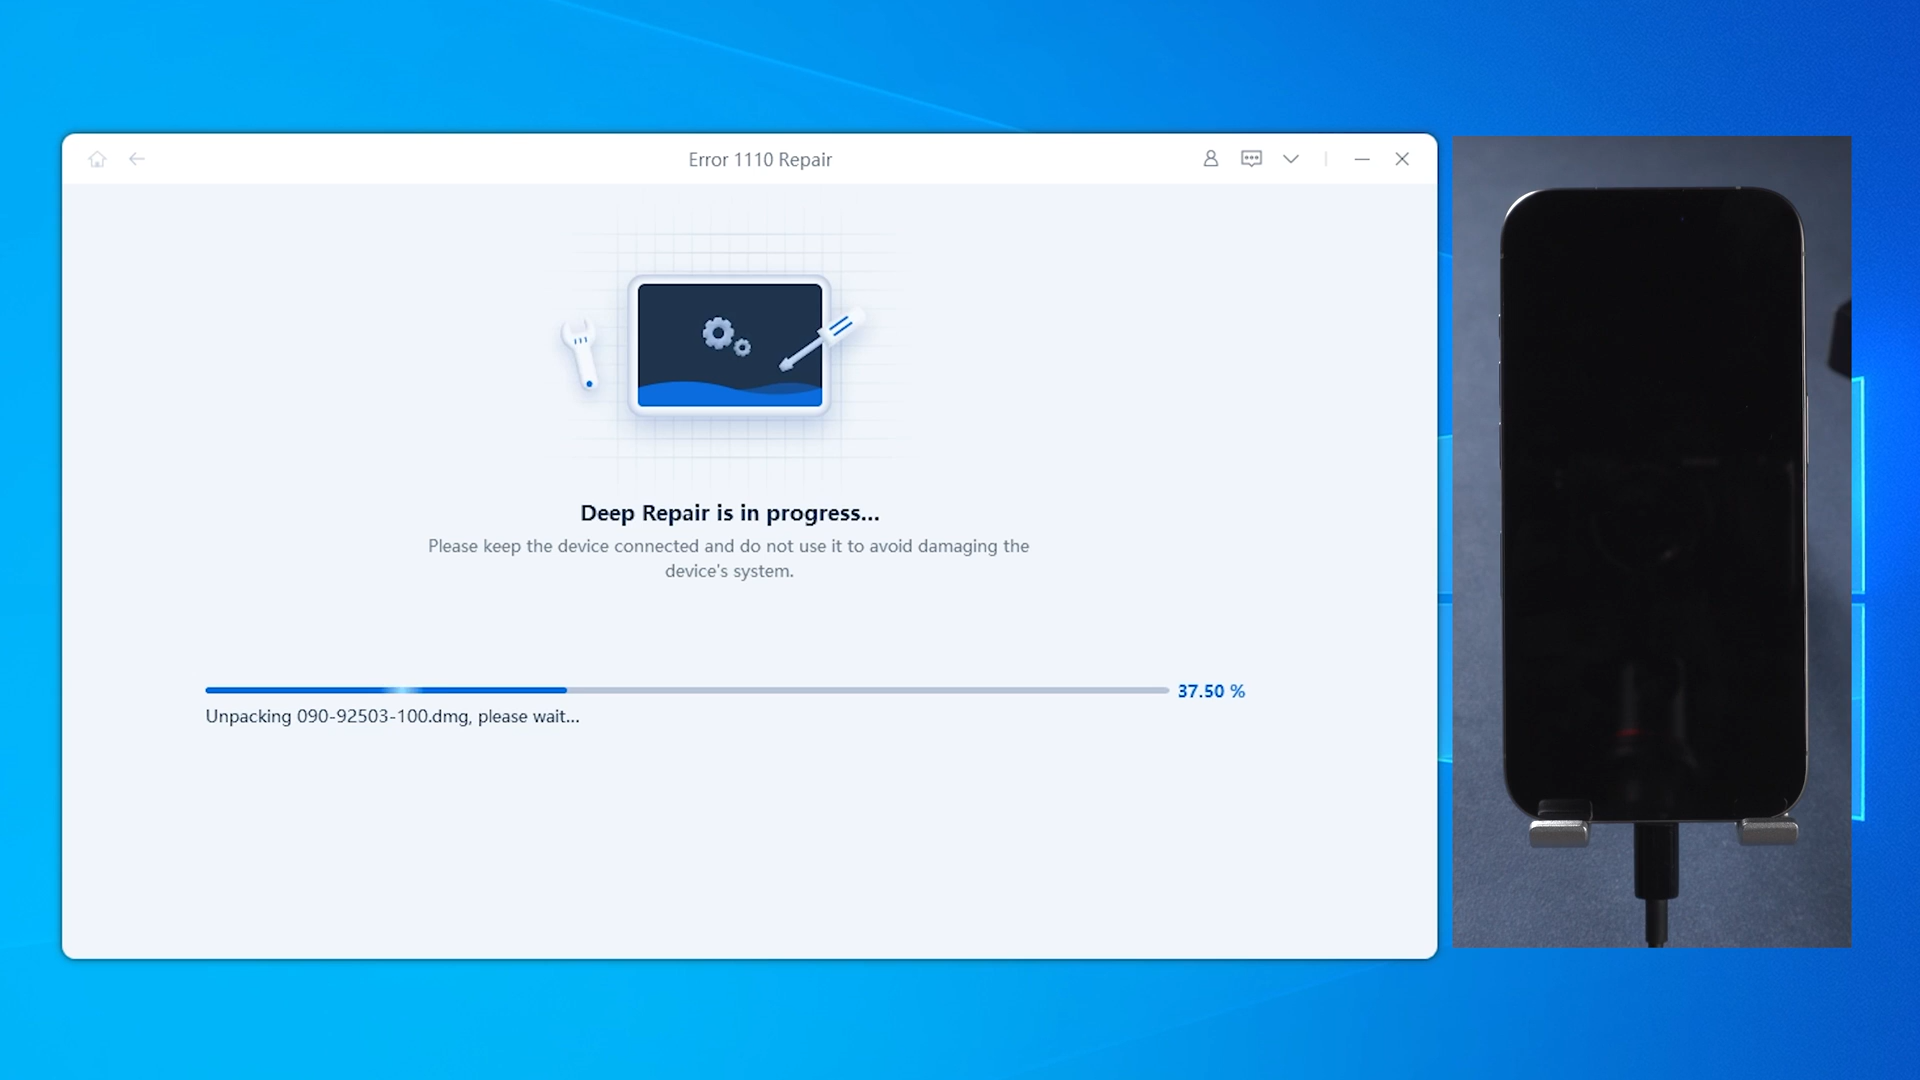 Error 1110 Repair
Deep Repair is in progress...
Please keep the device connected and do not use it to avoid damaging the
device's system.
37.50 %
Unpacking 090-92503-100.dmg, please wait...